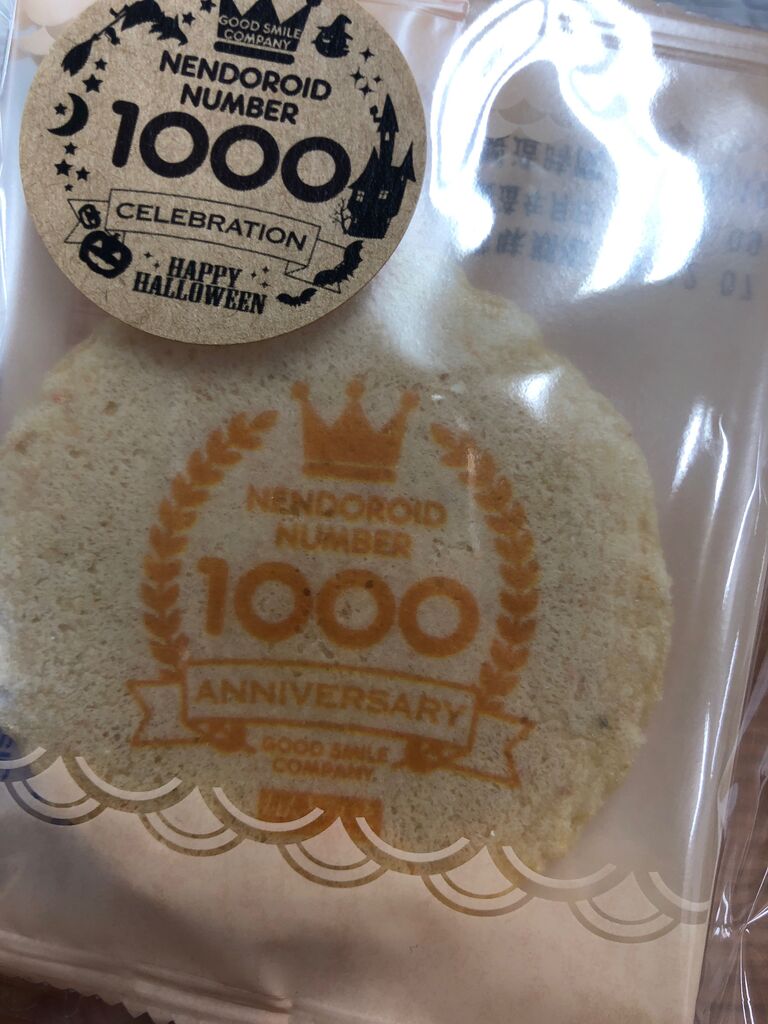 GOOD SMILE
COMPANY
NENDOROID
NUMBER
1000
CELEBRATION
HAPPY
HALLOWEEN
NENDOROID
NUMBER
1000
ANNIVERSARY
GOOD SMILE
COMPANY